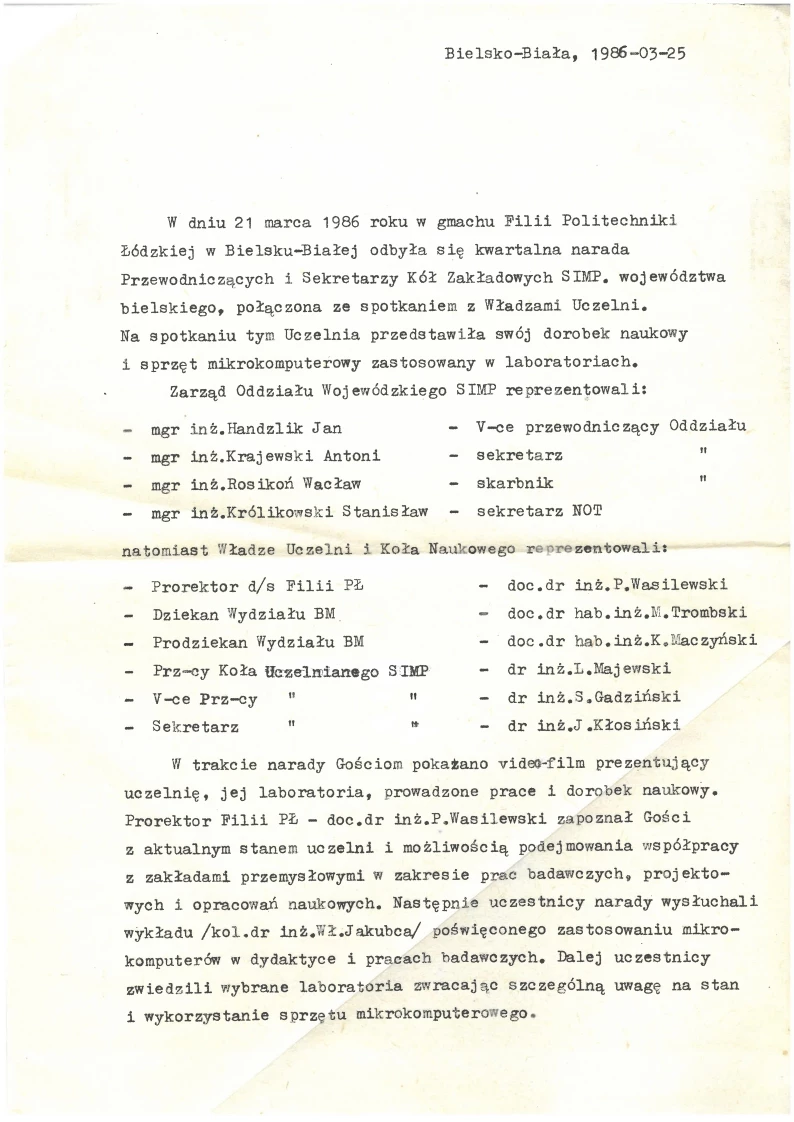 Bielsko-Biała, 1986-03-25
W dniu 21 marca 1986 roku w gmachu Filii Politechniki
Łódzkiej w Bielsku-Białej odbyła się kwartalna narada
Przewodniczących i Sekretarzy Kół Zakładowych SIMP. województwa
bielskiego, połączona ze spotkaniem z Władzami Uczelni.
Na spotkaniu tym Uczelnia przedstawiła swój dorobek naukowy
i sprzęt mikrokomputerowy zastosowany w laboratoriach.
Zarząd Oddziału Wojewódzkiego SIMP reprezentowali:
- mgr inż.Handzlik Jan - V-ce przewodniczący Oddziału
- mgr inż.Krajewski Antoni - sekretarz "
- mgr inż.Rosikoń Wacław - skarbnik "
- mgr inż.Królikowski Stanisław - sekretarz NOT
natomiast Władze Uczelni i Koła Naukowego reprezentowali:
- Prorektor d/s Filii PŁ - doc.dr inż.P.Wasilewski
- Dziekan Wydziału BM - doc.dr hab.inż.M.Trombski
- Prodziekan Wydziału BM - doc.dr hab.inż.K.Maczyński
- Prz-cy Koła Uczelnianego SIMP - dr inż.L.Majewski
- V-ce Prz-cy " " - dr inż.S.Gadziński
- Sekretarz " " - dr inż.J.Kłosiński
W trakcie narady Gościom pokazano video-film prezentujący
uczelnię, jej laboratoria, prowadzone prace i dorobek naukowy.
Prorektor Filii PŁ - doc.dr inż.P.Wasilewski zapoznał Gości
z aktualnym stanem uczelni i możliwością podejmowania współpracy
z zakładami przemysłowymi w zakresie prac badawczych, projekto-
wych i opracowań naukowych. Następnie uczestnicy narady wysłuchali
wykładu /kol.dr inż.Wł.Jakubca/ poświęconego zastosowaniu mikro-
komputerów w dydaktyce i pracach badawczych. Dalej uczestnicy
zwiedzili wybrane laboratoria zwracając szczególną uwagę na stan
i wykorzystanie sprzętu mikrokomputerowego.